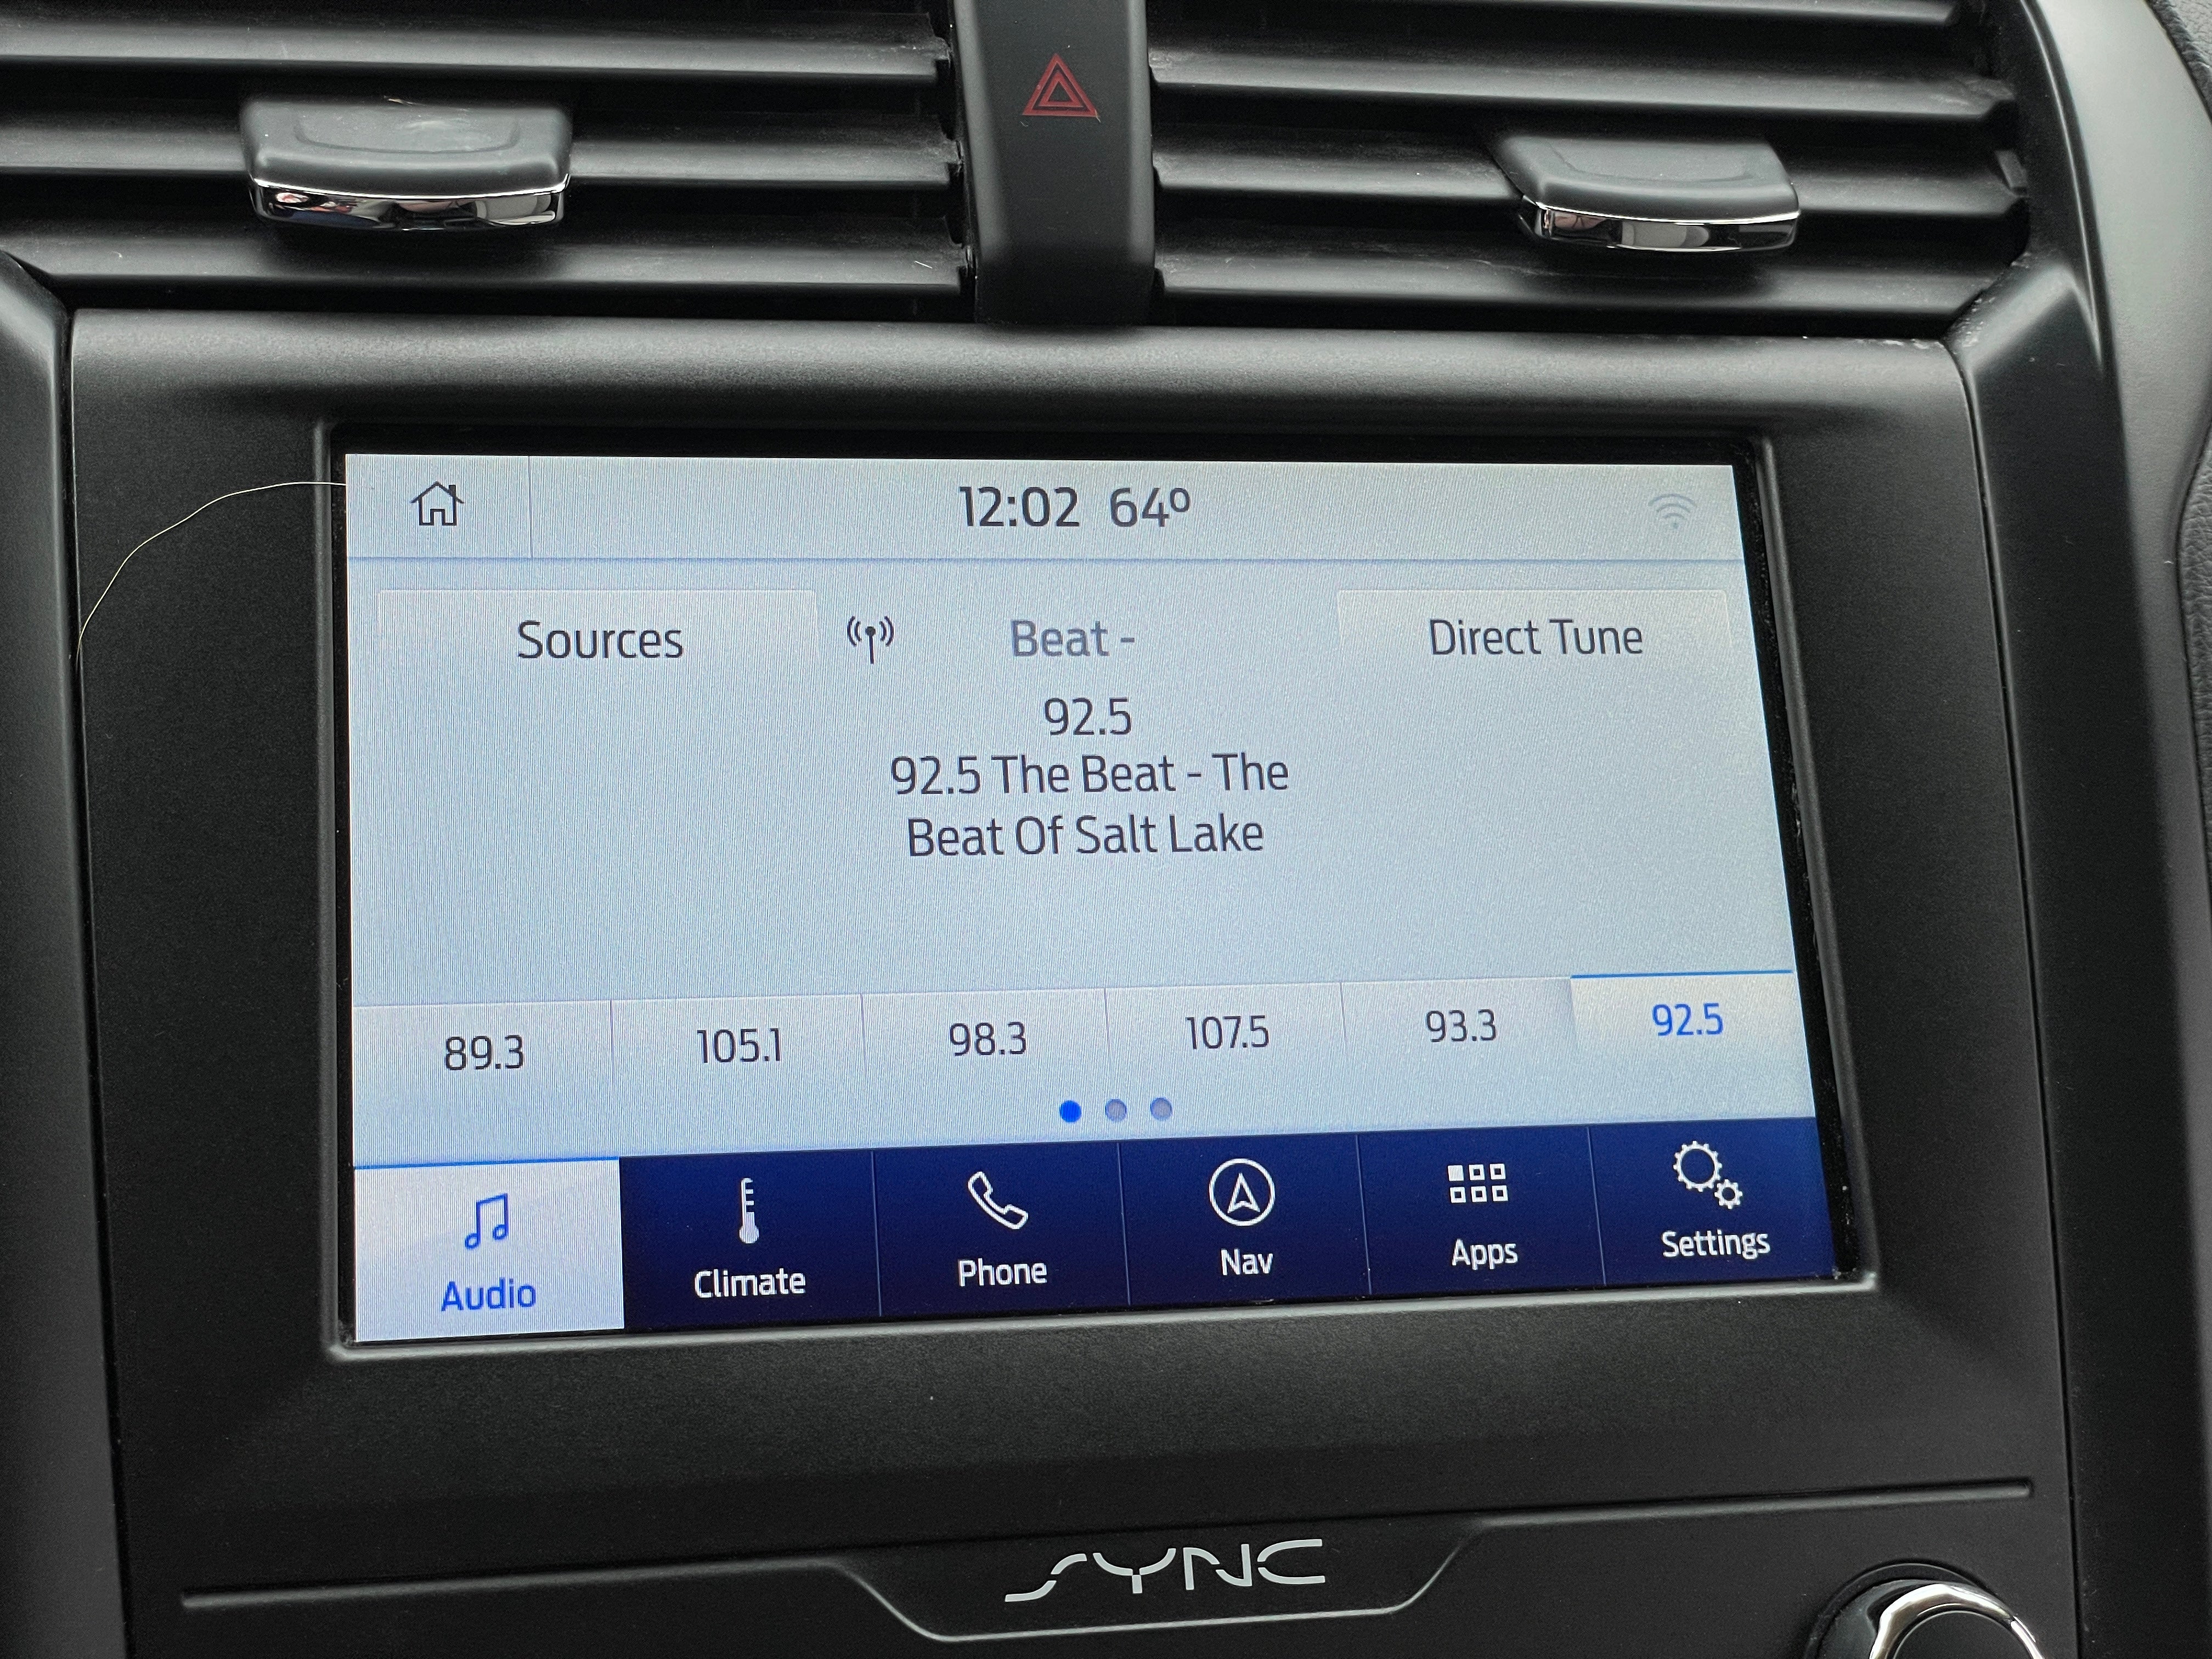 12:02 64º
Sources
Beat -
Direct Tune
92.5
92.5 The Beat - The
Beat Of Salt Lake
89.3
105.1
98.3
107.5
93.3
92.5
Audio
Climate
Phone
Nav
Apps
Settings
SYNC